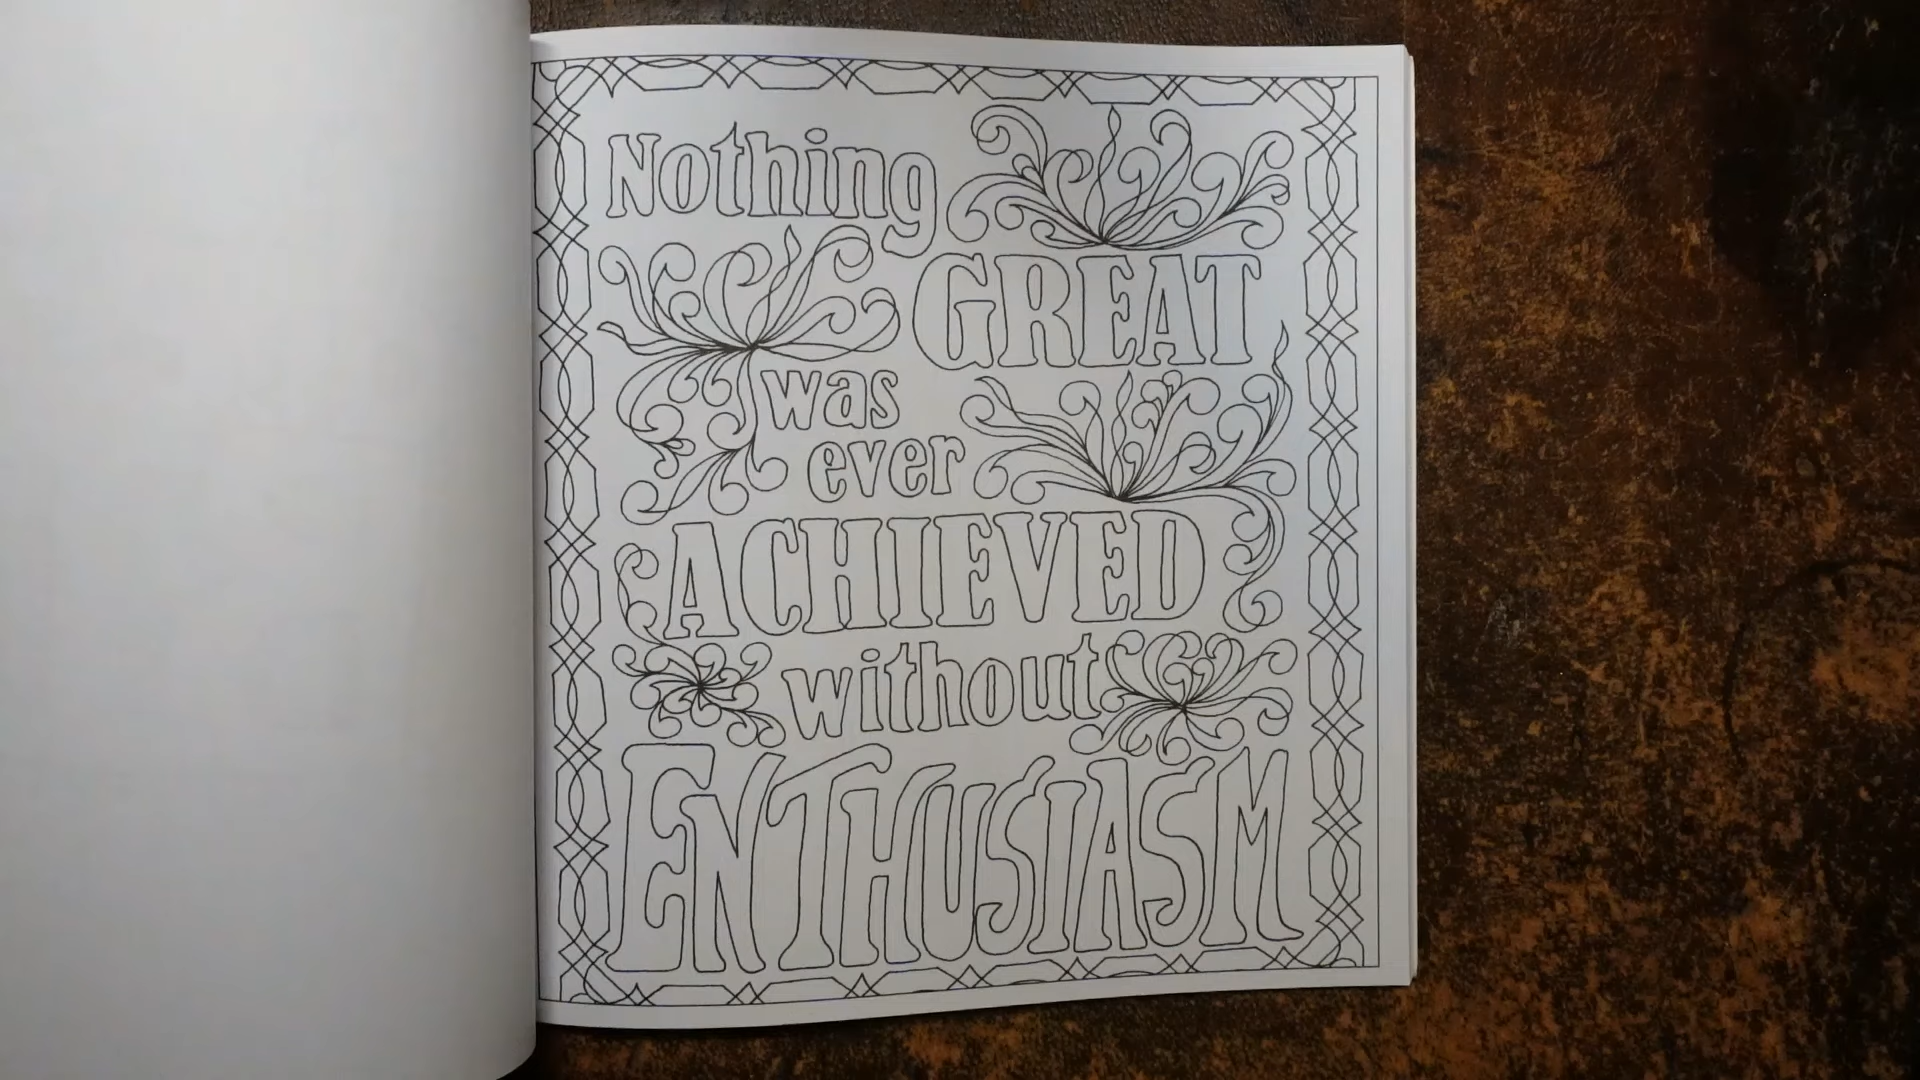 Nothing
GREAT
was
ever
ACHIEVED
without
ENTHUSIASM